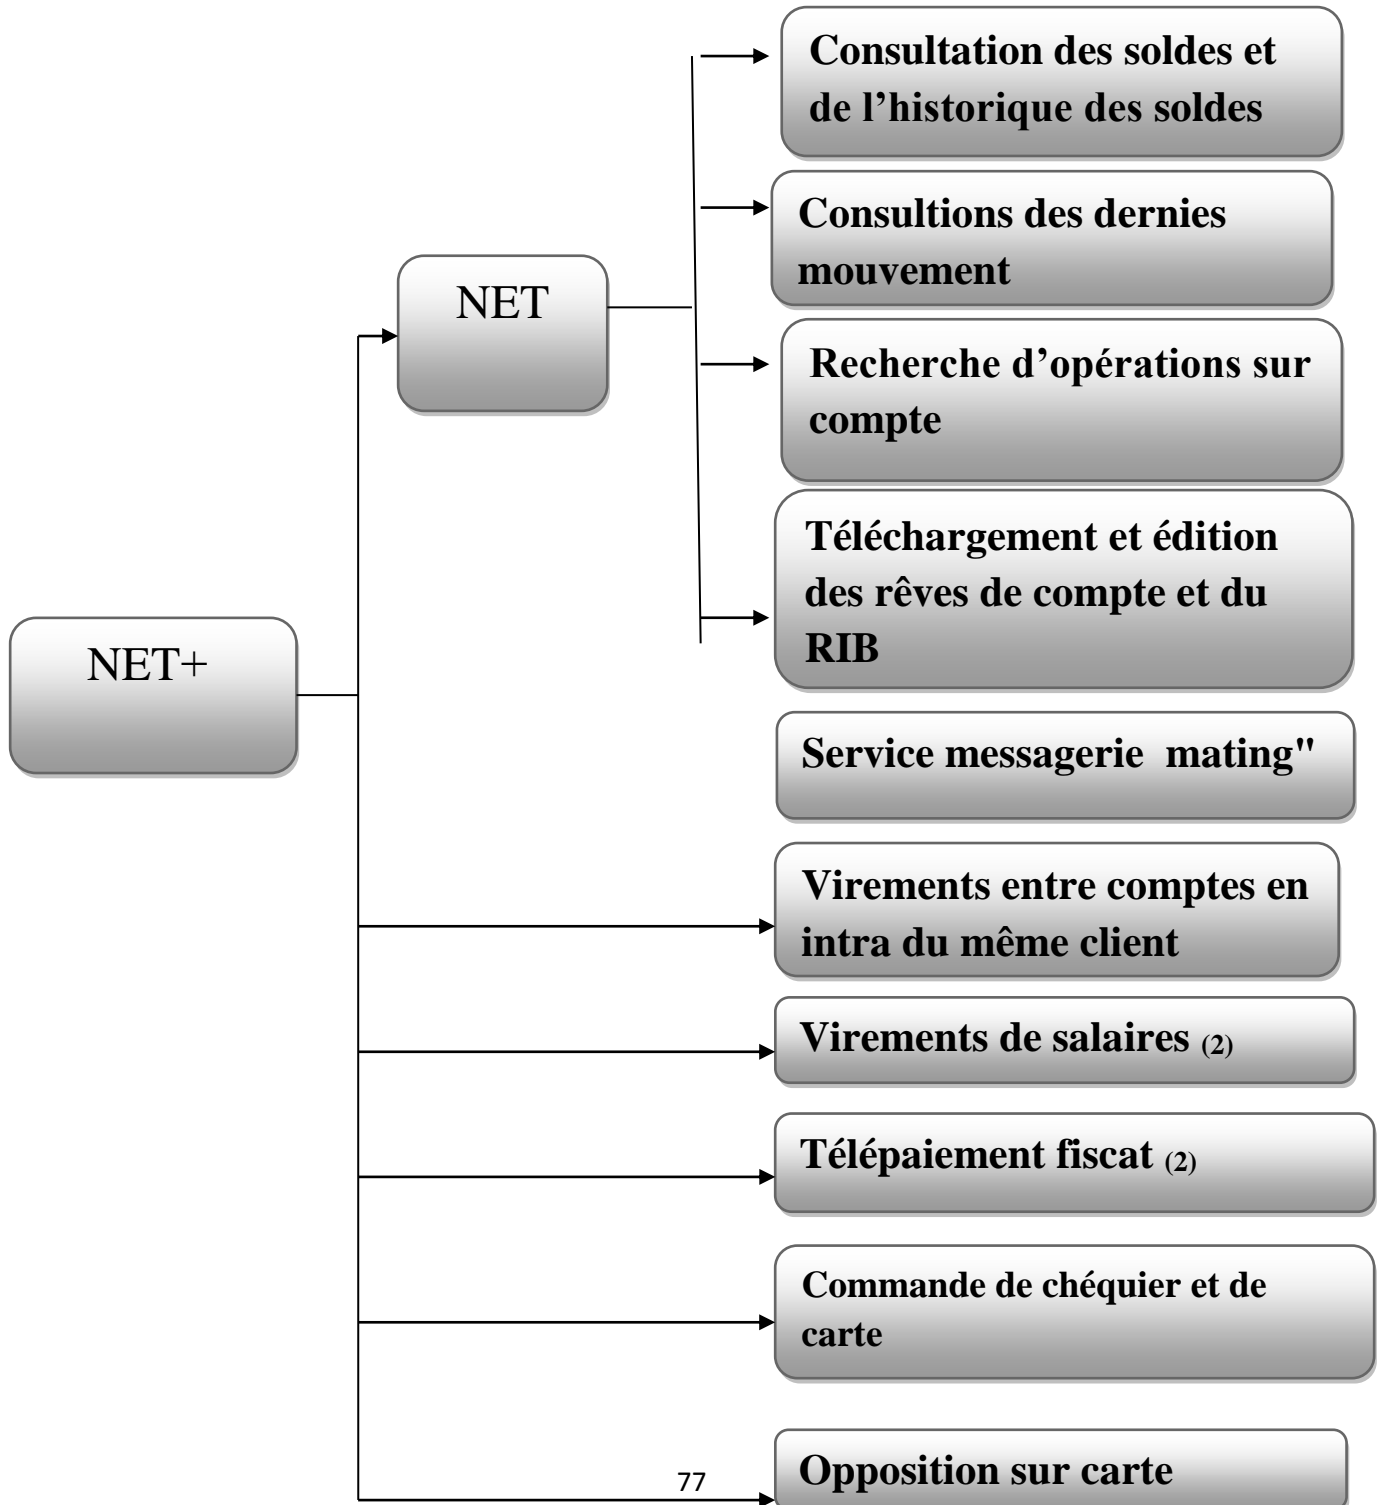 Consultation des soldes et
de l’historique des soldes
Consultions des dernies
mouvement
NET
Recherche d’opérations sur
compte
Téléchargement et édition
des rêves de compte et du
RIB
NET+
Service messagerie  mating"
Virements entre comptes en
intra du même client
Virements de salaires (2)
Télépaiement fiscat (2)
Commande de chéquier et de
carte
Opposition sur carte
77